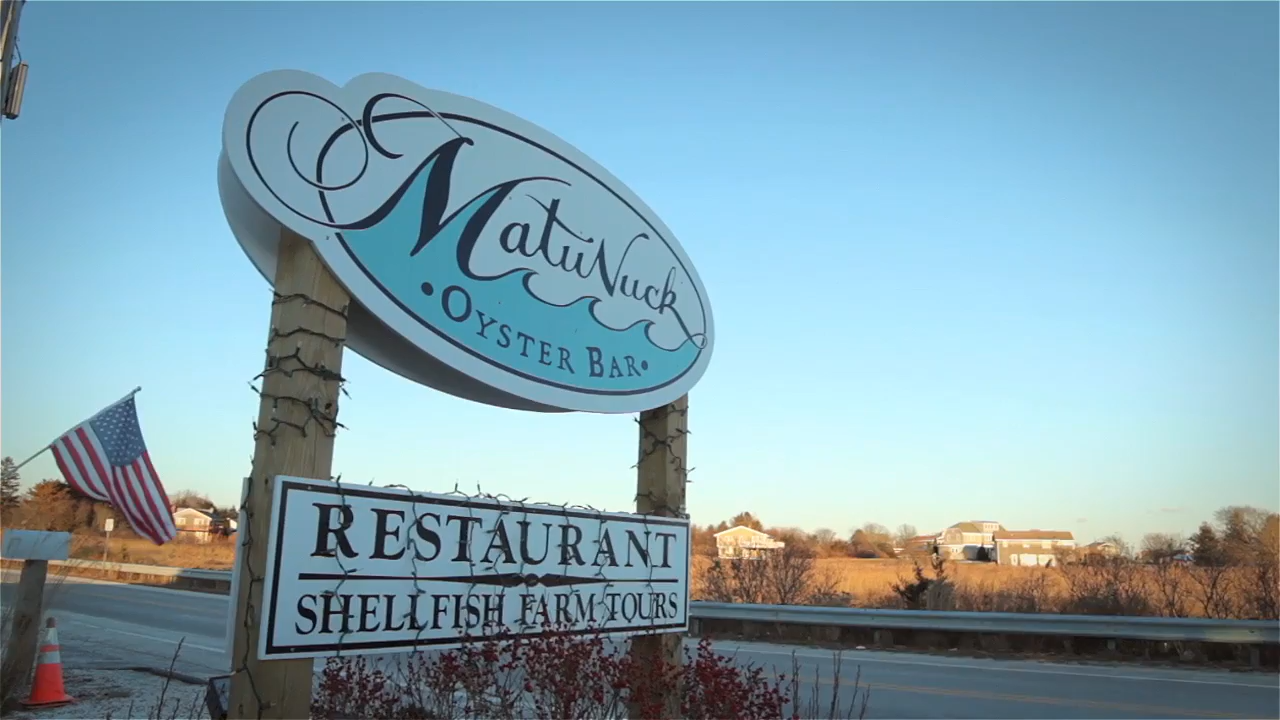 MatuNuck
• OYSTER BAR •
RESTAURANT
SHELLFISH FARM TOURS